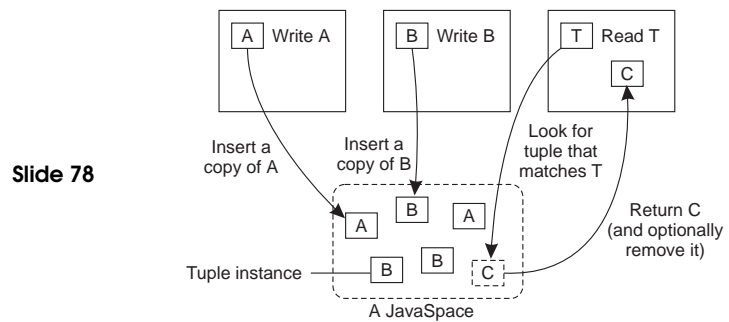 A Write A
B Write B
T Read T
C
Insert a
copy of A
Insert a
copy of B
Look for
tuple that
matches T
Slide 78
B
A
A
Return C
(and optionally
remove it)
Tuple instance
B
B
C
A JavaSpace